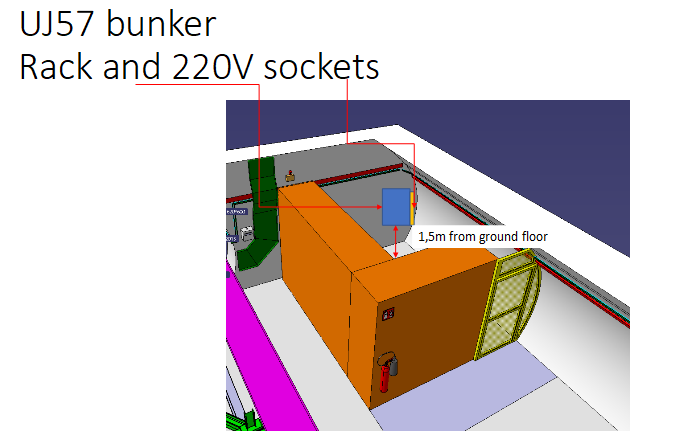 UJ57 bunker
Rack and 220V sockets
1,5m from ground floor